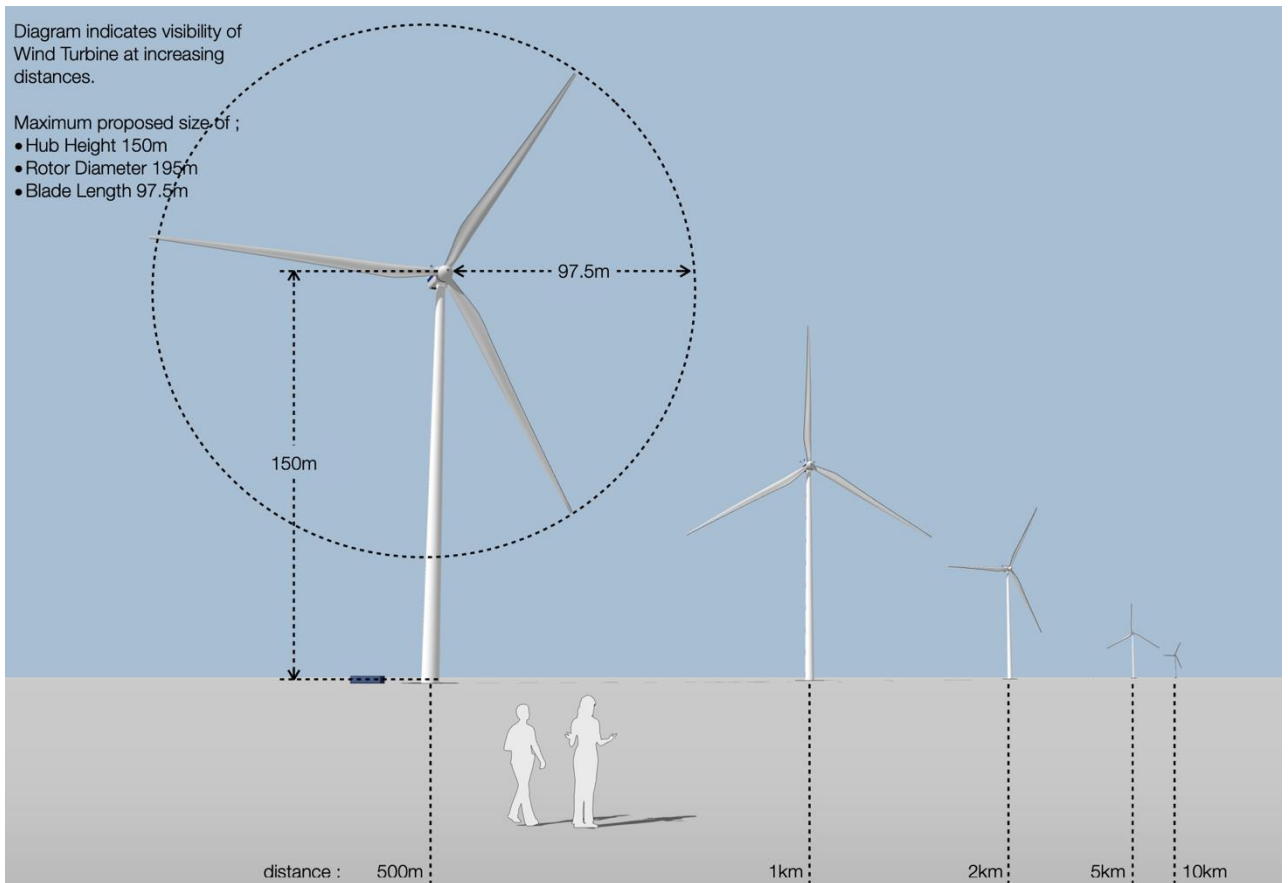 Diagram indicates visibility of
Wind Turbine at increasing
distances.
Maximum proposed size of ;
• Hub Height 150m
• Rotor Diameter 195m
• Blade Length 97.5m
97.5m
150m
distance : 500m 1km 2km 5km 10km